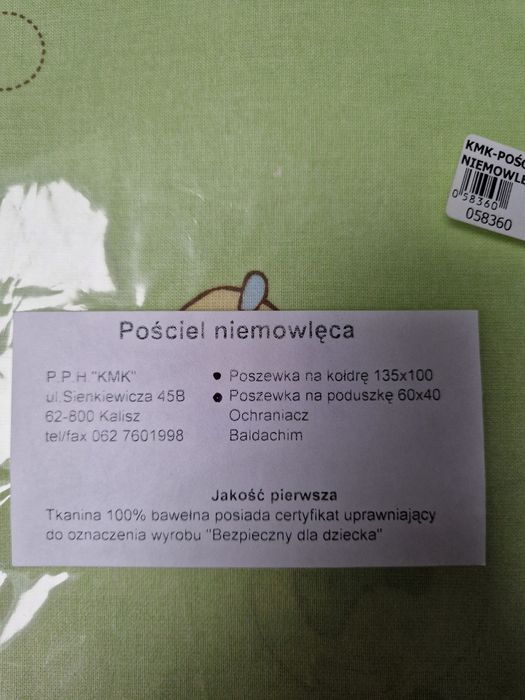 KMK-POŚC
NIEMOWLE
058360
058360
Pościel niemowlęca
P.P.H."KMK"
ul.Sienkiewicza 45B
62-800 Kalisz
tel/fax 062 7601998
• Poszewka na kołdrę 135x100
• Poszewka na poduszkę 60x40
Ochraniacz
Baldachim
Jakość pierwsza
Tkanina 100% bawełna posiada certyfikat uprawniający
do oznaczenia wyrobu "Bezpieczny dla dziecka"